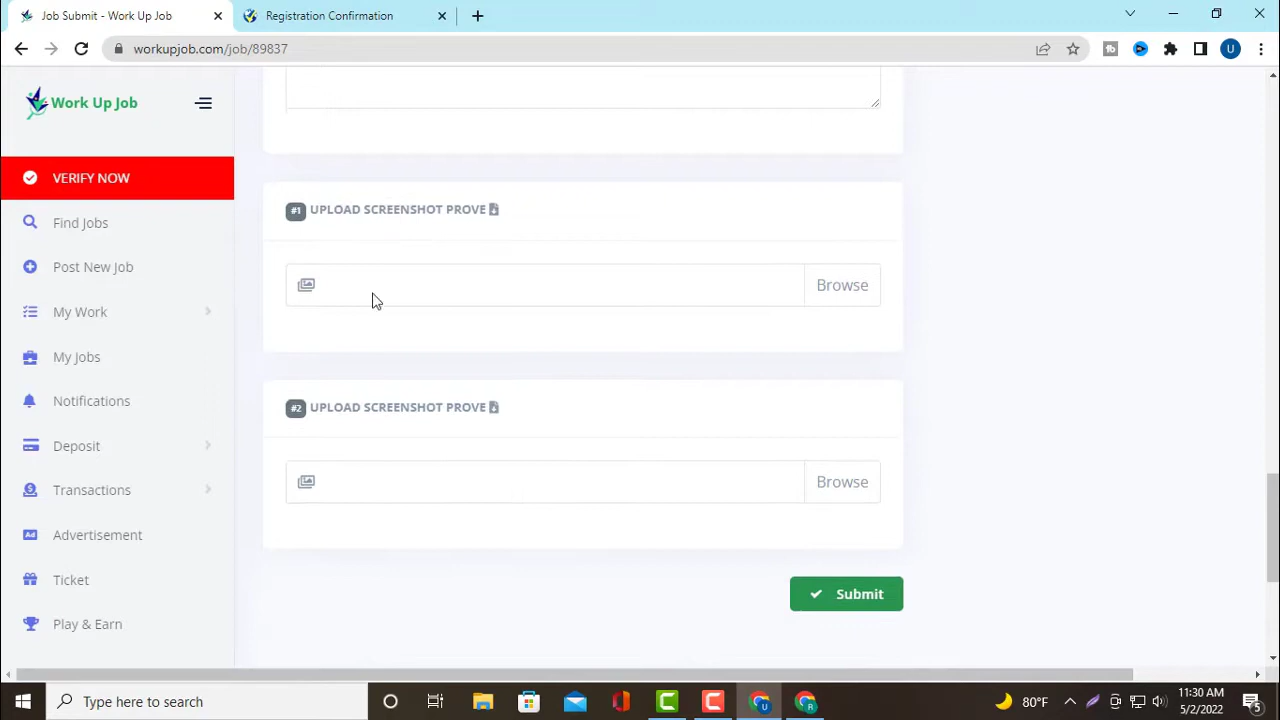 Job Submit - Work Up Job
Registration Confirmation
workupjob.com/job/89837
U
Work Up Job
VERIFY NOW
Find Jobs
Post New Job
My Work
My Jobs
Notifications
Deposit
Transactions
Ad
Advertisement
Ticket
Play & Earn
#1 UPLOAD SCREENSHOT PROVE
Browse
#2 UPLOAD SCREENSHOT PROVE
Browse
Submit
Type here to search
80°F
11:30 AM
5/2/2022
5